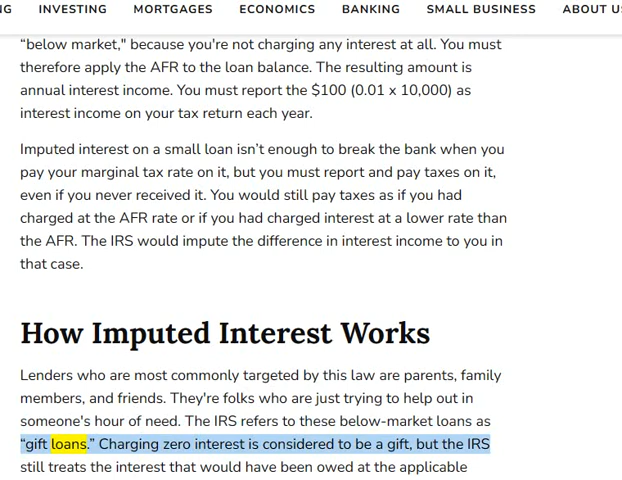 NG INVESTING MORTGAGES ECONOMICS BANKING SMALL BUSINESS ABOUT U
“below market," because you're not charging any interest at all. You must
therefore apply the AFR to the loan balance. The resulting amount is
annual interest income. You must report the $100 (0.01 x 10,000) as
interest income on your tax return each year.
Imputed interest on a small loan isn’t enough to break the bank when you
pay your marginal tax rate on it, but you must report and pay taxes on it,
even if you never received it. You would still pay taxes as if you had
charged at the AFR rate or if you had charged interest at a lower rate than
the AFR. The IRS would impute the difference in interest income to you in
that case.
How Imputed Interest Works
Lenders who are most commonly targeted by this law are parents, family
members, and friends. They're folks who are just trying to help out in
someone's hour of need. The IRS refers to these below-market loans as
“gift loans.” Charging zero interest is considered to be a gift, but the IRS
still treats the interest that would have been owed at the applicable